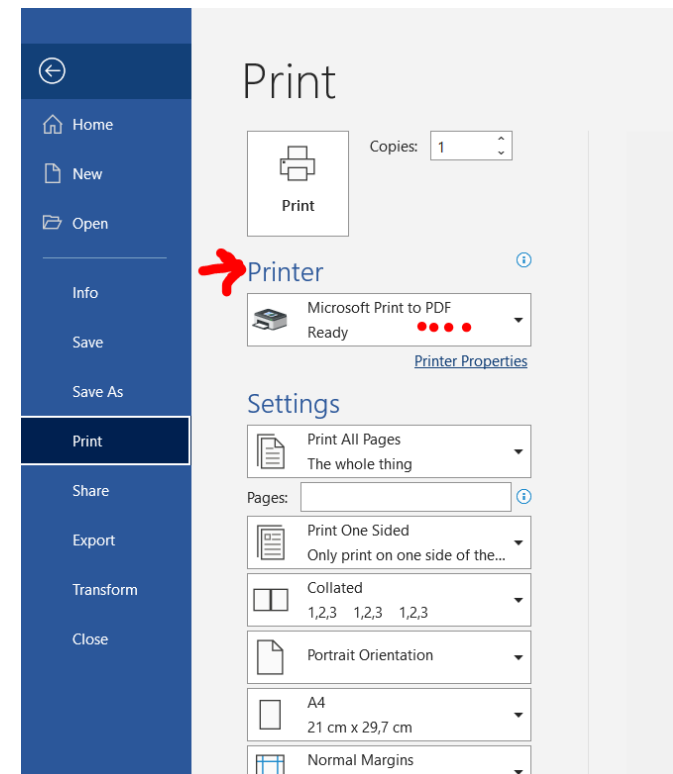 Print
Home
New
Open
Info
Save
Save As
Print
Share
Export
Transform
Close
Copies: 1
Print
Printer
Microsoft Print to PDF
Ready
Printer Properties
Settings
Print All Pages
The whole thing
Pages:
Print One Sided
Only print on one side of the...
Collated
1,2,3 1,2,3 1,2,3
Portrait Orientation
A4
21 cm x 29,7 cm
Normal Margins